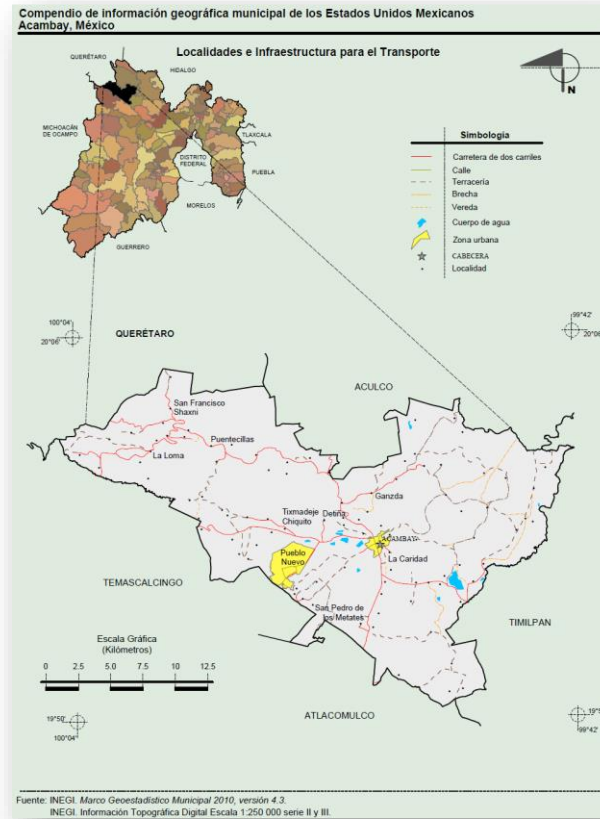 Compendio de información geográfica municipal de los Estados Unidos Mexicanos
Acambay, México
Localidades e Infraestructura para el Transporte
QUERÉTARO
HIDALGO
N
MICHOACÁN
DE OCAMPO
TLAXCALA
DISTRITO
FEDERAL
PUEBLA
MORELOS
GUERRERO
Simbología
Carretera de dos carriles
Calle
Terracería
Brecha
Vereda
Cuerpo de agua
Zona urbana
CABECERA
Localidad
100°04'
20°06'
QUERÉTARO
99°42'
20°06'
ACULCO
San Francisco
Shaxni
Puentecillas
La Loma
Ganzda
Tixmadeje
Chiquito
Detiña
ACAMBAY
Pueblo
Nuevo
La Caridad
TEMASCALCINGO
San Pedro de
los Metates
TIMILPAN
Escala Gráfica
(Kilómetros)
0 2.5 5 7.5 10 12.5
ATLACOMULCO
19°50'
100°04'
99°42'
Fuente: INEGI. Marco Geoestadístico Municipal 2010, versión 4.3.
INEGI. Información Topográfica Digital Escala 1:250 000 serie II y III.